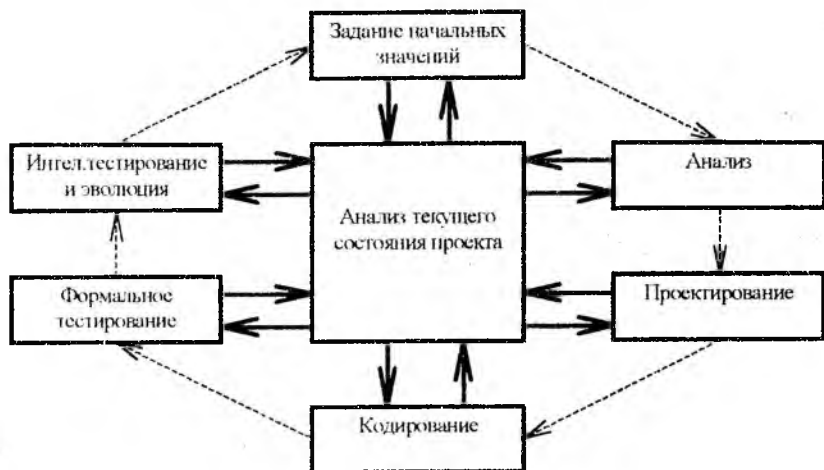 Задание начальных
значений
Интел.тестирование
и эволюция
Анализ
Анализ текущего
состояния проекта
Формальное
тестирование
Проектирование
Кодирование